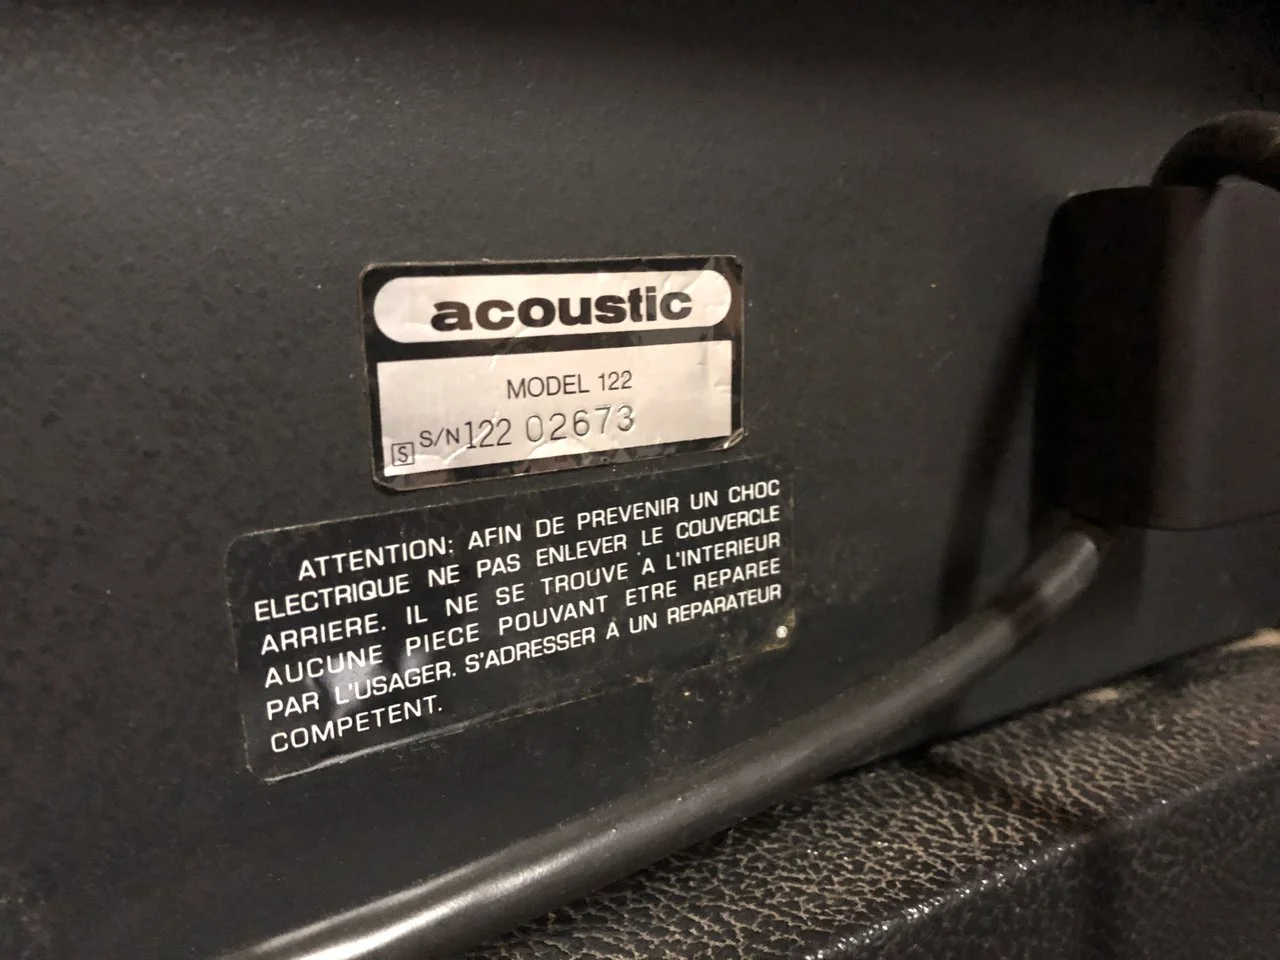 acoustic
MODEL 122
S S/N 122 02673
ATTENTION: AFIN DE PREVENIR UN CHOC
ELECTRIQUE NE PAS ENLEVER LE COUVERCLE
ARRIERE. IL NE SE TROUVE A L'INTERIEUR
AUCUNE PIECE POUVANT ETRE REPAREE
PAR L'USAGER. S'ADRESSER A UN REPARATEUR
COMPETENT.